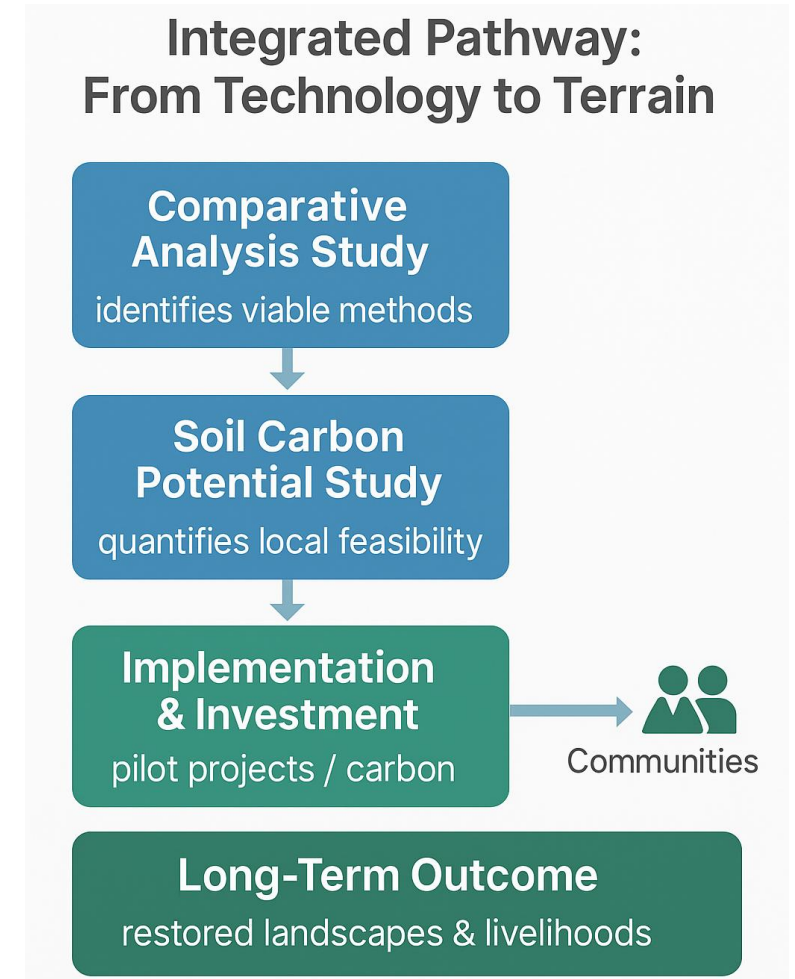 Integrated Pathway:
From Technology to Terrain
Comparative
Analysis Study
identifies viable methods
Soil Carbon
Potential Study
quantifies local feasibility
Implementation
& Investment
pilot projects / carbon
Communities
Long-Term Outcome
restored landscapes & livelihoods